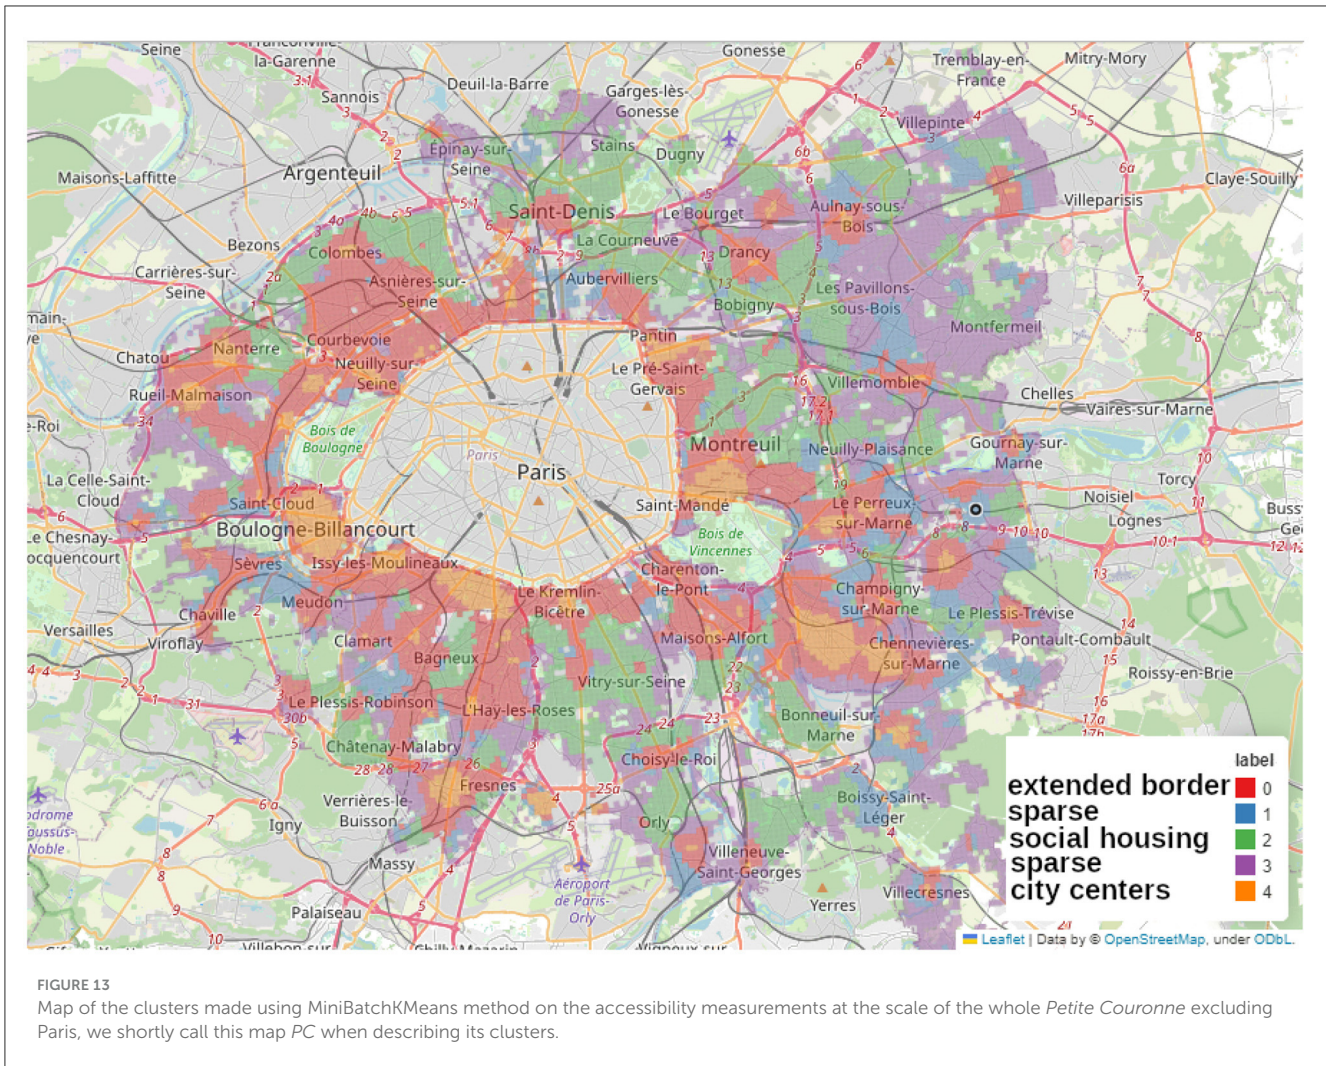 Seine
Franconville-
la-Garenne
Deuil-la-Barre
Gonesse
Tremblay-en-
France
Mitry-Mory
Sannois
Garges-lès-
Gonesse
Villepinte
Épinay-sur-
Seine
Stains
Dugny
Argenteuil
Maisons-Laffitte
Claye-Souilly
Villeparisis
Saint-Denis
Le Bourget
Aulnay-sous-
Bois
Bezons
Colombes
La Courneuve
Drancy
Carrières-sur-
Seine
Asnières-sur-
Seine
Aubervilliers
Bobigny
Les Pavillons-
sous-Bois
Montfermeil
Chatou
Nanterre
Courbevoie
Neuilly-sur-
Seine
Pantin
Le Pré-Saint-
Gervais
Rueil-Malmaison
Villemomble
Chelles
Vaires-sur-Marne
Bois de
Boulogne
Paris
Paris
Montreuil
Neuilly-Plaisance
Gournay-sur-
Marne
Torcy
La Celle-Saint-
Cloud
Saint-Cloud
Saint-Mandé
Le Perreux-
sur-Marne
Noisiel
Lognes
Le Chesnay-
ocquencourt
Boulogne-Billancourt
Bois de
Vincennes
Sèvres
Issy-les-Moulineaux
Charenton-
le-Pont
Champigny-
sur-Marne
Le Kremlin-
Bicêtre
Meudon
Chaville
Viroflay
Versailles
Clamart
Bagneux
Maisons-Alfort
Chennevières-
sur-Marne
Le Plessis-Trévise
Pontault-Combault
Roissy-en-Brie
Vitry-sur-Seine
Le Plessis-Robinson
L'Haÿ-les-Roses
Bonneuil-sur-
Marne
Châtenay-Malabry
Choisy-le-Roi
Fresnes
Verrières-le-
Buisson
Igny
Orly
Boissy-Saint-
Léger
Massy
Villeneuve-
Saint-Georges
Aéroport
de Paris-
Orly
Villecresnes
Yerres
Palaiseau
label
extended border 0
sparse 1
social housing 2
sparse 3
city centers 4
Leaflet | Data by © OpenStreetMap, under ODbL.
FIGURE 13
Map of the clusters made using MiniBatchKMeans method on the accessibility measurements at the scale of the whole Petite Couronne excluding
Paris, we shortly call this map PC when describing its clusters.